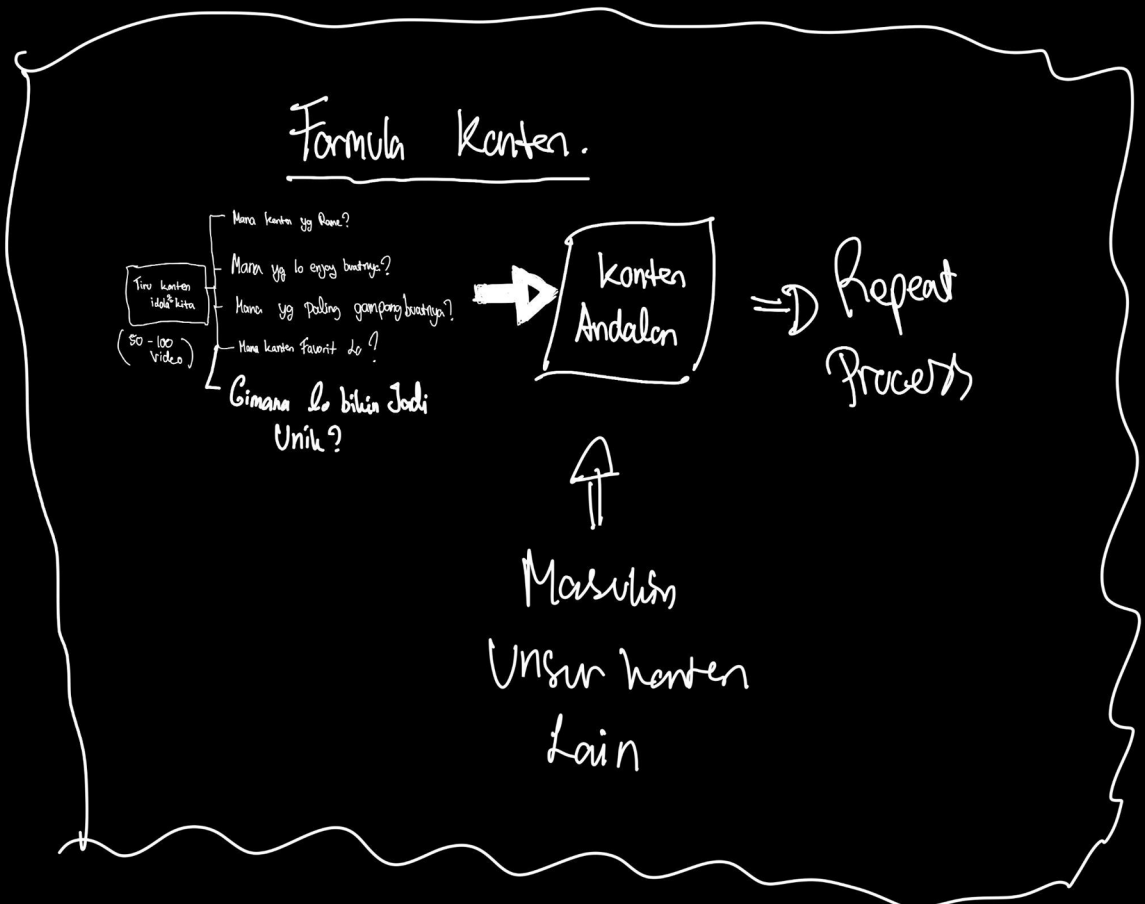 Formula Konten.
Tiru konten
idola² kita
(50-100
Video)
Mana konten yg Rame?
Mana yg lo enjoy buatnya?
Mana yg paling gampang buatnya?
Mana konten Favorit Lo?
Gimana Lo bikin Jadi
Unik?
Konten
Andalan
Repeat
Process
Masukin
Unsur konten
Lain